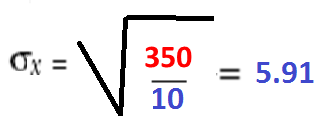 σx = √350/10 = 5.91